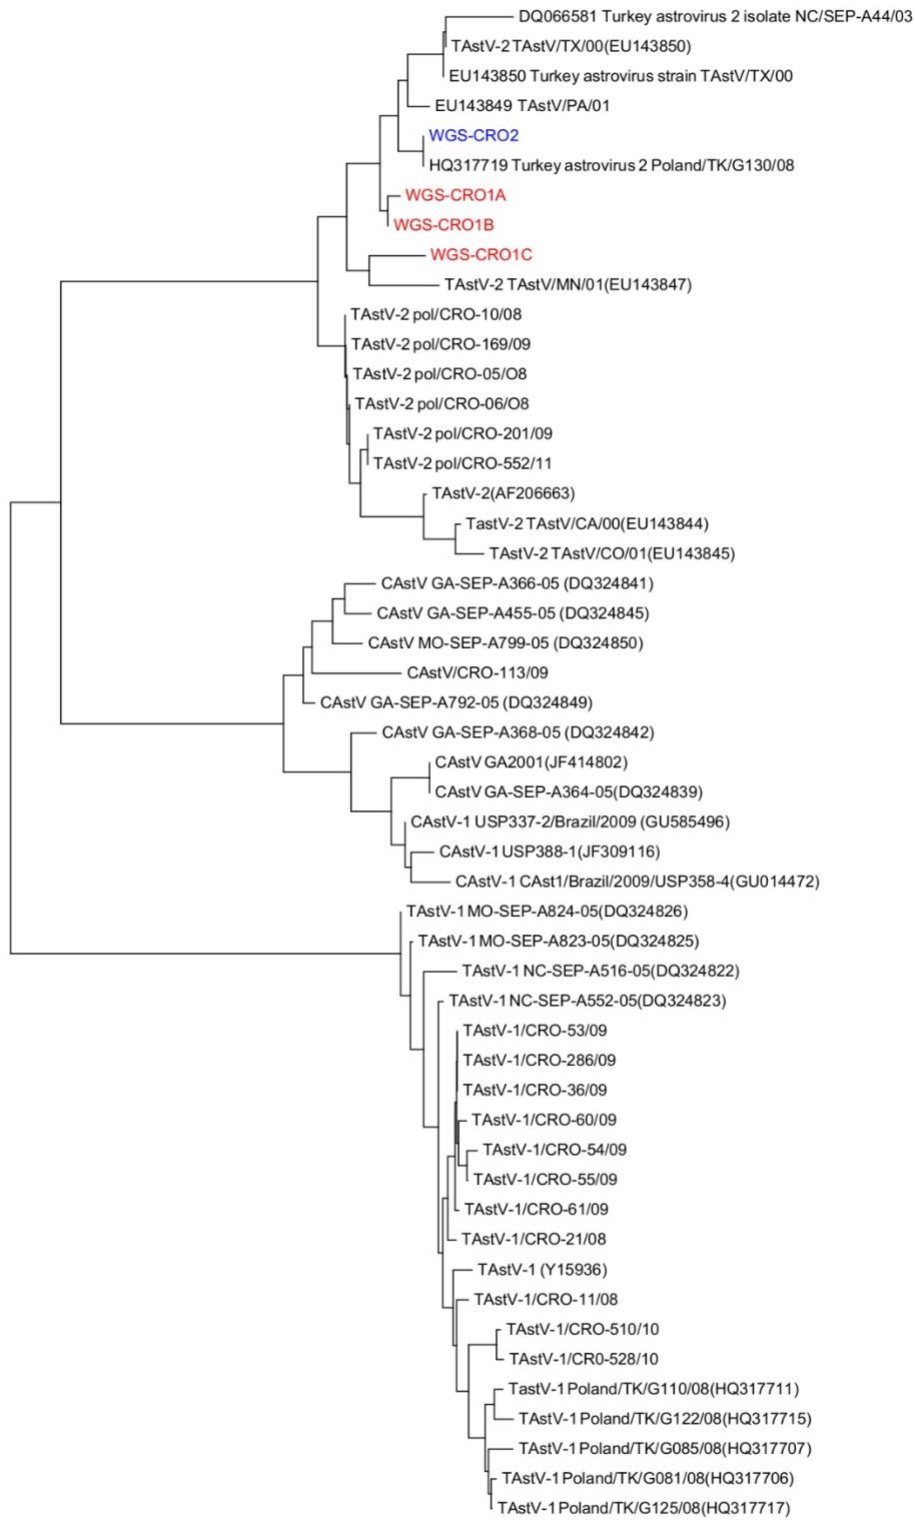 DQ066581 Turkey astrovirus 2 isolate NC/SEP-A44/03
TAstV-2 TAstV/TX/00(EU143850)
EU143850 Turkey astrovirus strain TAstV/TX/00
EU143849 TAstV/PA/01
WGS-CRO2
HQ317719 Turkey astrovirus 2 Poland/TK/G130/08
WGS-CRO1A
WGS-CRO1B
WGS-CRO1C
TAstV-2 TAstV/MN/01(EU143847)
TAstV-2 pol/CRO-10/08
TAstV-2 pol/CRO-169/09
TAstV-2 pol/CRO-05/O8
TAstV-2 pol/CRO-06/O8
TAstV-2 pol/CRO-201/09
TAstV-2 pol/CRO-552/11
TAstV-2(AF206663)
TastV-2 TAstV/CA/00(EU143844)
TAstV-2 TAstV/CO/01(EU143845)
CAstV GA-SEP-A366-05 (DQ324841)
CAstV GA-SEP-A455-05 (DQ324845)
CAstV MO-SEP-A799-05 (DQ324850)
CAstV/CRO-113/09
CAstV GA-SEP-A792-05 (DQ324849)
CAstV GA-SEP-A368-05 (DQ324842)
CAstV GA2001(JF414802)
CAstV GA-SEP-A364-05(DQ324839)
CAstV-1 USP337-2/Brazil/2009 (GU585496)
CAstV-1 USP388-1(JF309116)
CAstV-1 CAst1/Brazil/2009/USP358-4(GU014472)
TAstV-1 MO-SEP-A824-05(DQ324826)
TAstV-1 MO-SEP-A823-05(DQ324825)
TAstV-1 NC-SEP-A516-05(DQ324822)
TAstV-1 NC-SEP-A552-05(DQ324823)
TAstV-1/CRO-53/09
TAstV-1/CRO-286/09
TAstV-1/CRO-36/09
TAstV-1/CRO-60/09
TAstV-1/CRO-54/09
TAstV-1/CRO-55/09
TAstV-1/CRO-61/09
TAstV-1/CRO-21/08
TAstV-1 (Y15936)
TAstV-1/CRO-11/08
TAstV-1/CRO-510/10
TAstV-1/CR0-528/10
TastV-1 Poland/TK/G110/08(HQ317711)
TAstV-1 Poland/TK/G122/08(HQ317715)
TAstV-1 Poland/TK/G085/08(HQ317707)
TAstV-1 Poland/TK/G081/08(HQ317706)
TAstV-1 Poland/TK/G125/08(HQ317717)